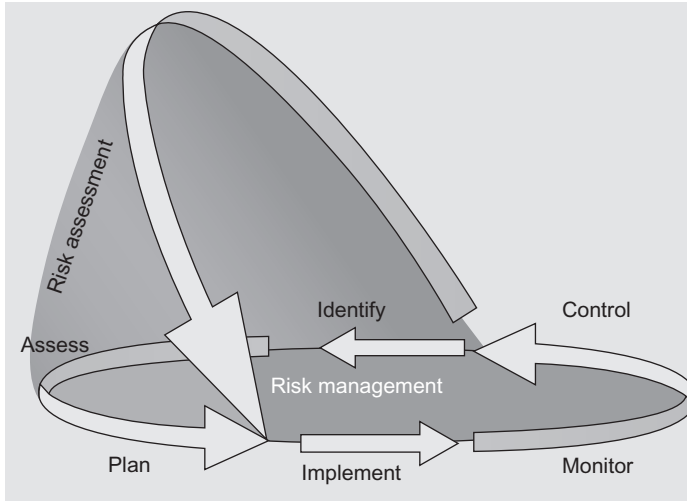 Risk assessment
Identify
Control
Assess
Risk management
Plan
Implement
Monitor